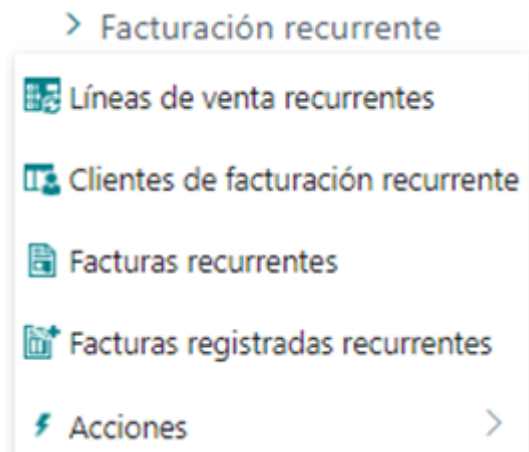 Facturación recurrente
Líneas de venta recurrentes
Clientes de facturación recurrente
Facturas recurrentes
Facturas registradas recurrentes
Acciones